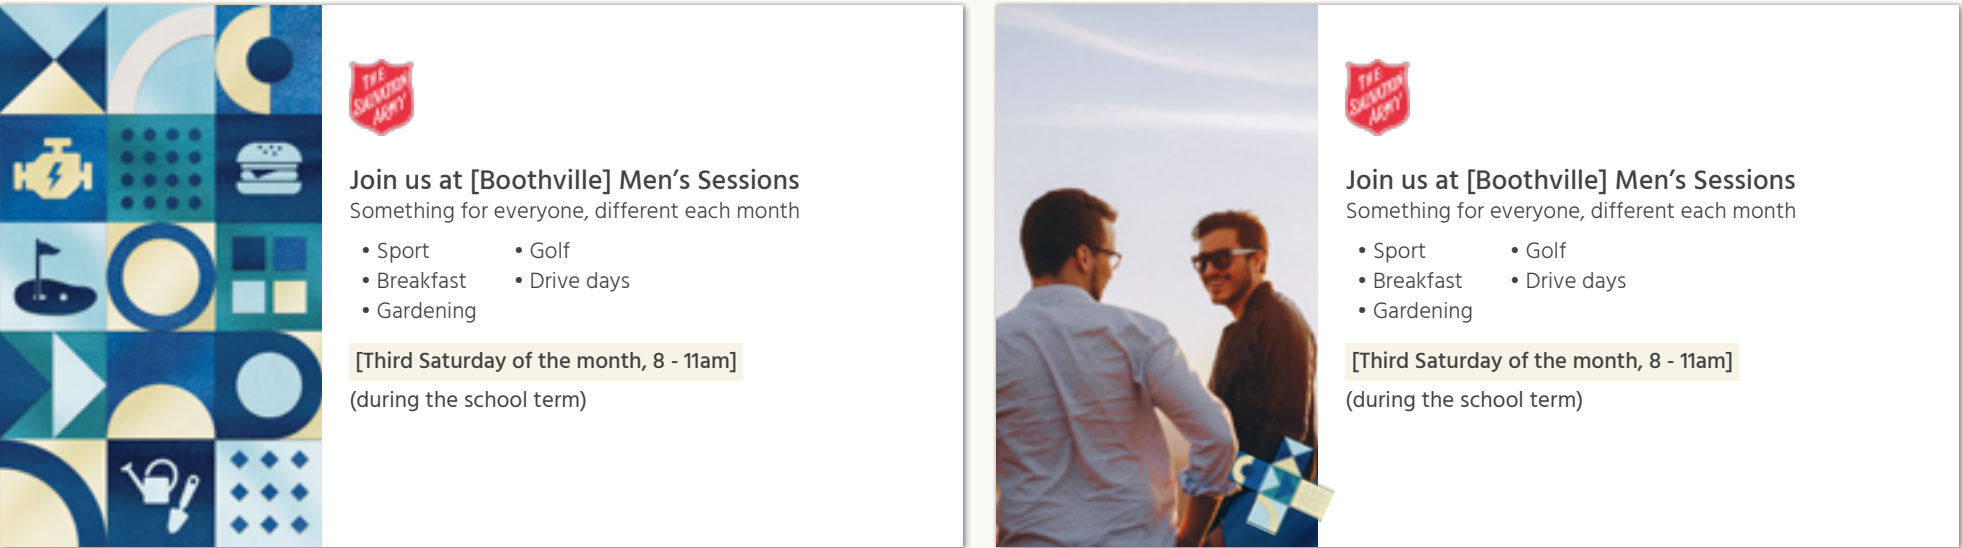 THE
SALVATION
ARMY
Join us at [Boothville] Men’s Sessions
Something for everyone, different each month
• Sport
• Breakfast
• Gardening
• Golf
• Drive days
[Third Saturday of the month, 8 - 11am]
(during the school term)
THE
SALVATION
ARMY
Join us at [Boothville] Men’s Sessions
Something for everyone, different each month
• Sport
• Breakfast
• Gardening
• Golf
• Drive days
[Third Saturday of the month, 8 - 11am]
(during the school term)